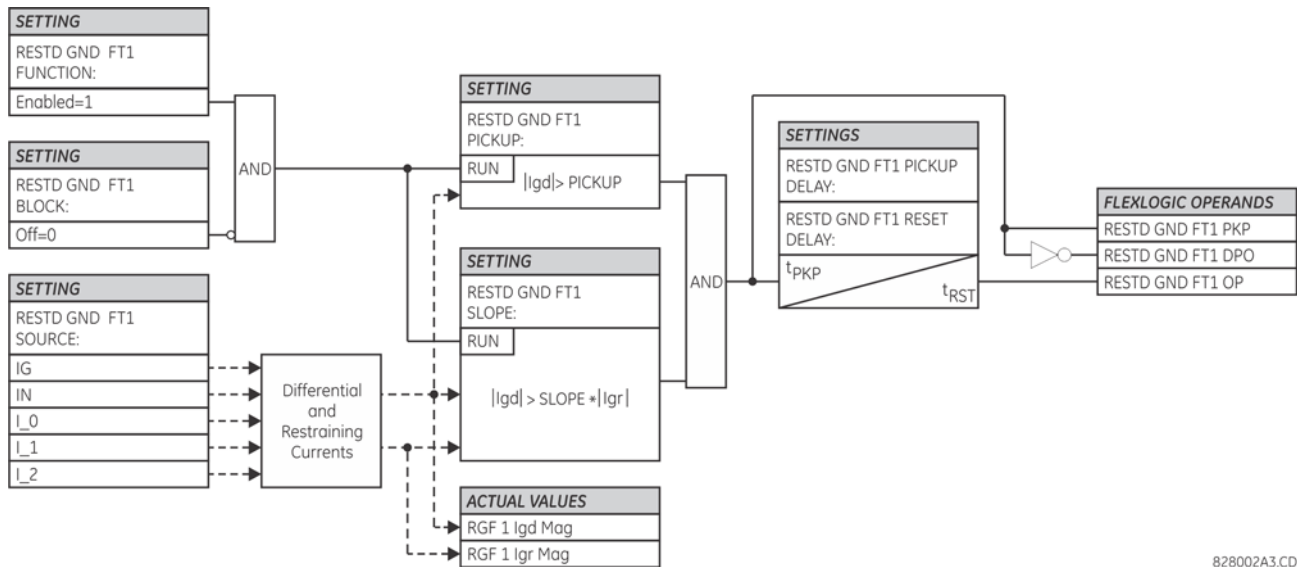 SETTING
RESTD GND FT1
FUNCTION:
Enabled=1
SETTING
RESTD GND FT1
BLOCK:
Off=0
AND
SETTING
RESTD GND FT1
SOURCE:
IG
IN
I_0
I_1
I_2
Differential
and
Restraining
Currents
SETTING
RESTD GND FT1
PICKUP:
RUN
|Igd|> PICKUP
SETTING
RESTD GND FT1
SLOPE:
RUN
|Igd| > SLOPE *|Igr|
ACTUAL VALUES
RGF 1 Igd Mag
RGF 1 Igr Mag
AND
SETTINGS
RESTD GND FT1 PICKUP
DELAY:
RESTD GND FT1 RESET
DELAY:
tPKP
tRST
FLEXLOGIC OPERANDS
RESTD GND FT1 PKP
RESTD GND FT1 DPO
RESTD GND FT1 OP
828002A3.CDR